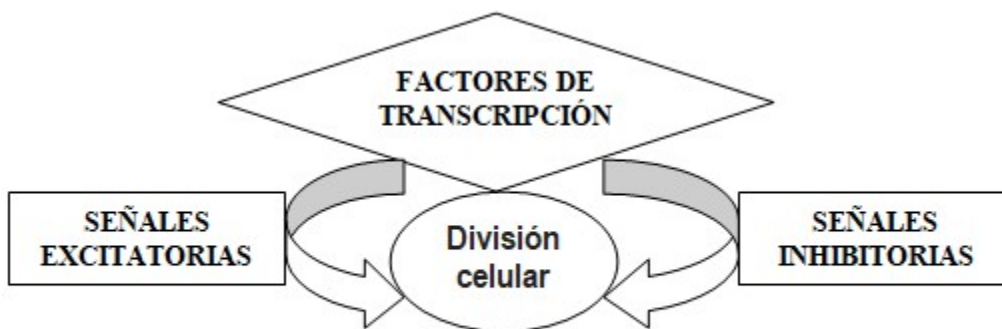 FACTORES DE
TRANSCRIPCIÓN
SEÑALES
EXCITATORIAS
División
celular
SEÑALES
INHIBITORIAS